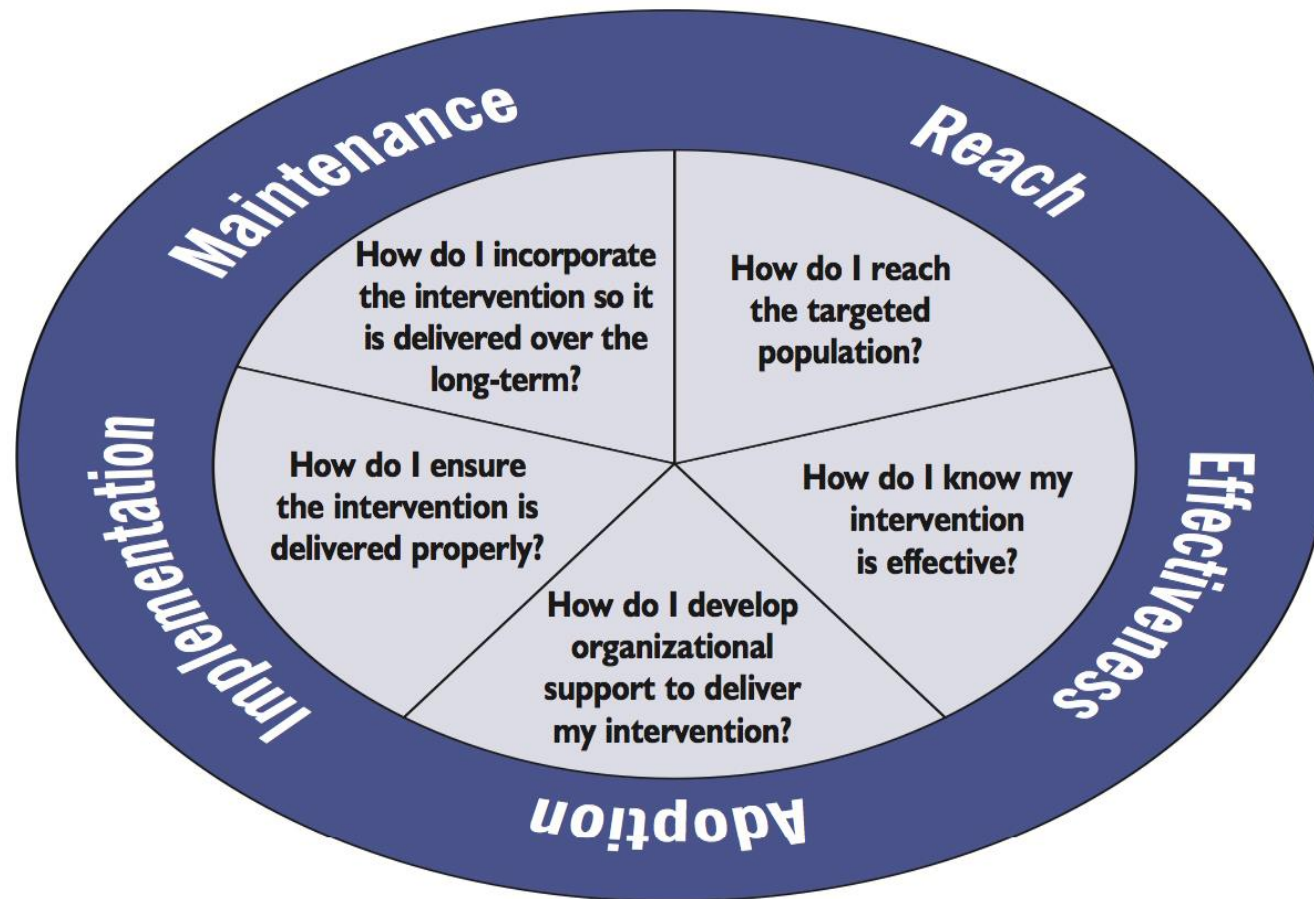 Reach
How do I reach
the targeted
population?
Effectiveness
How do I know my
intervention
is effective?
Adoption
How do I develop
organizational
support to deliver
my intervention?
Implementation
How do I ensure
the intervention is
delivered properly?
Maintenance
How do I incorporate
the intervention so it
is delivered over the
long-term?